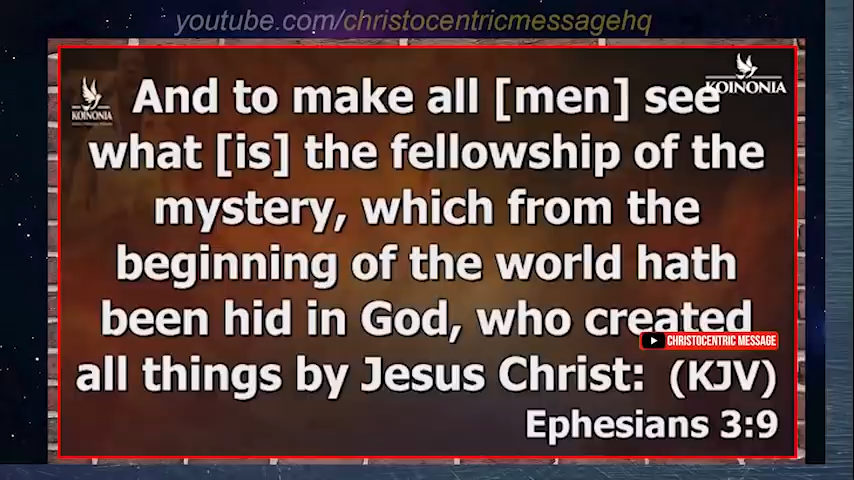 youtube.com/christocentricmessagehq
KOINONIA
KOINONIA
And to make all [men] see
what [is] the fellowship of the
mystery, which from the
beginning of the world hath
been hid in God, who created
CHRISTOCENTRIC MESSAGE
all things by Jesus Christ: (KJV)
Ephesians 3:9